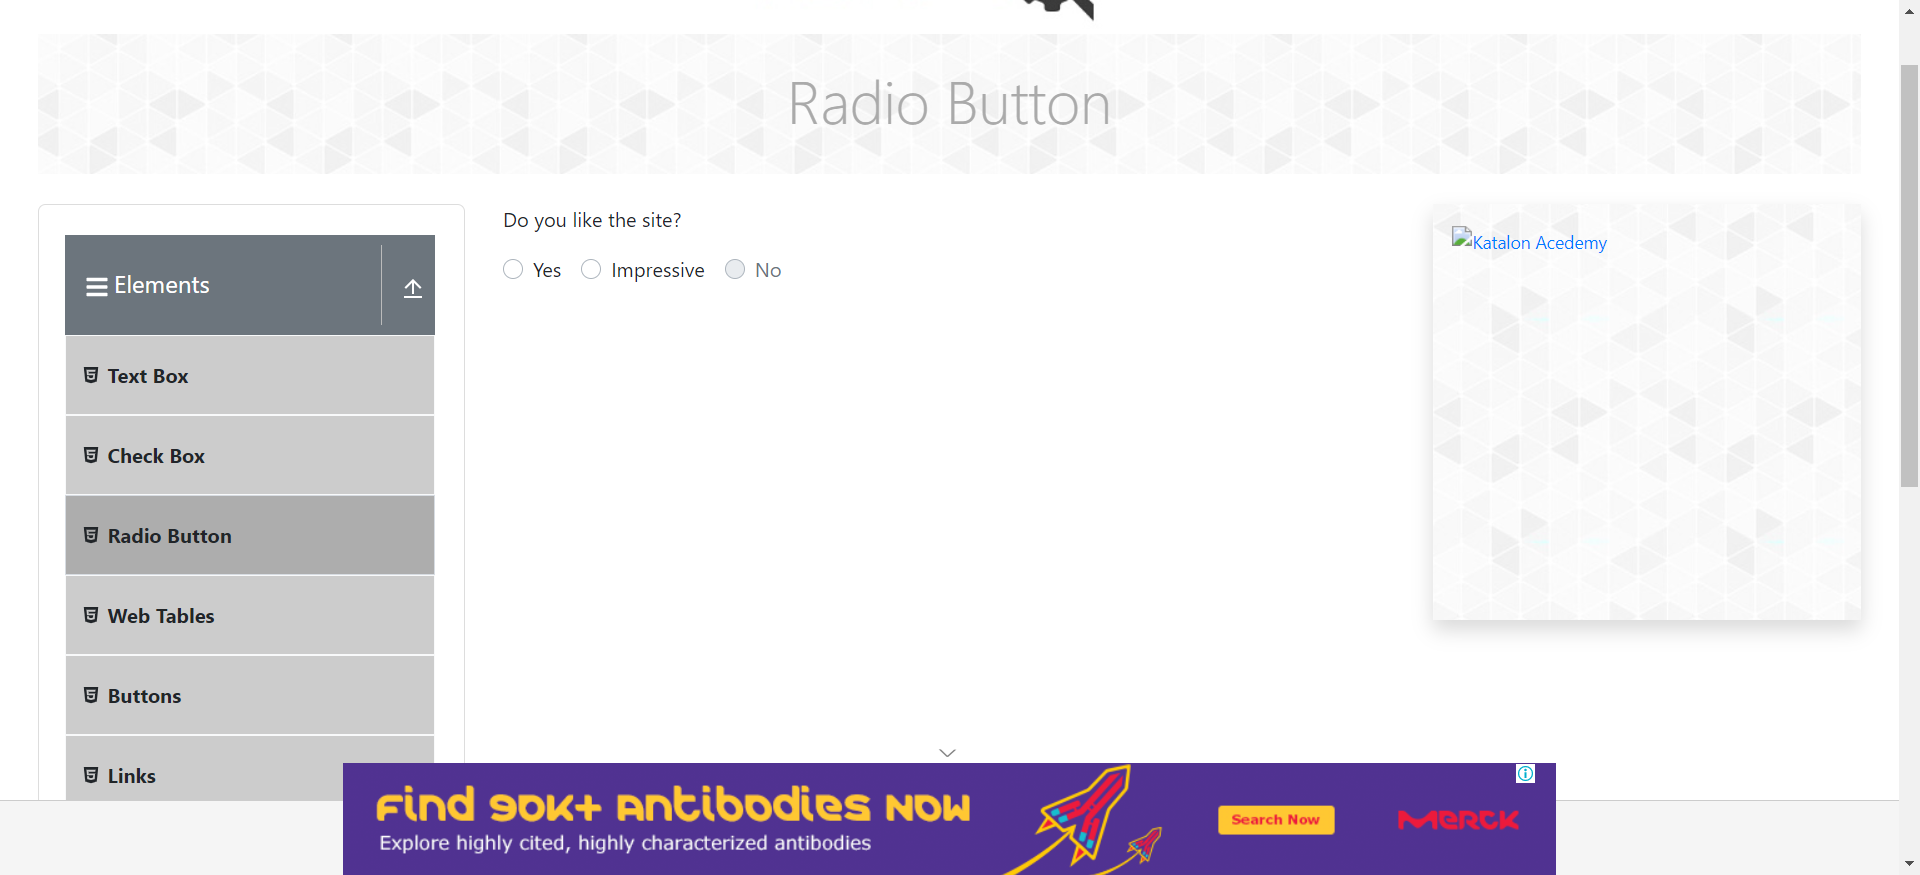 Radio Button
Elements
Text Box
Check Box
Radio Button
Web Tables
Buttons
Links
Do you like the site?
Yes Impressive No
Katalon Acedemy
Find 90K+ Antibodies Now
Explore highly cited, highly characterized antibodies
Search Now
Merck